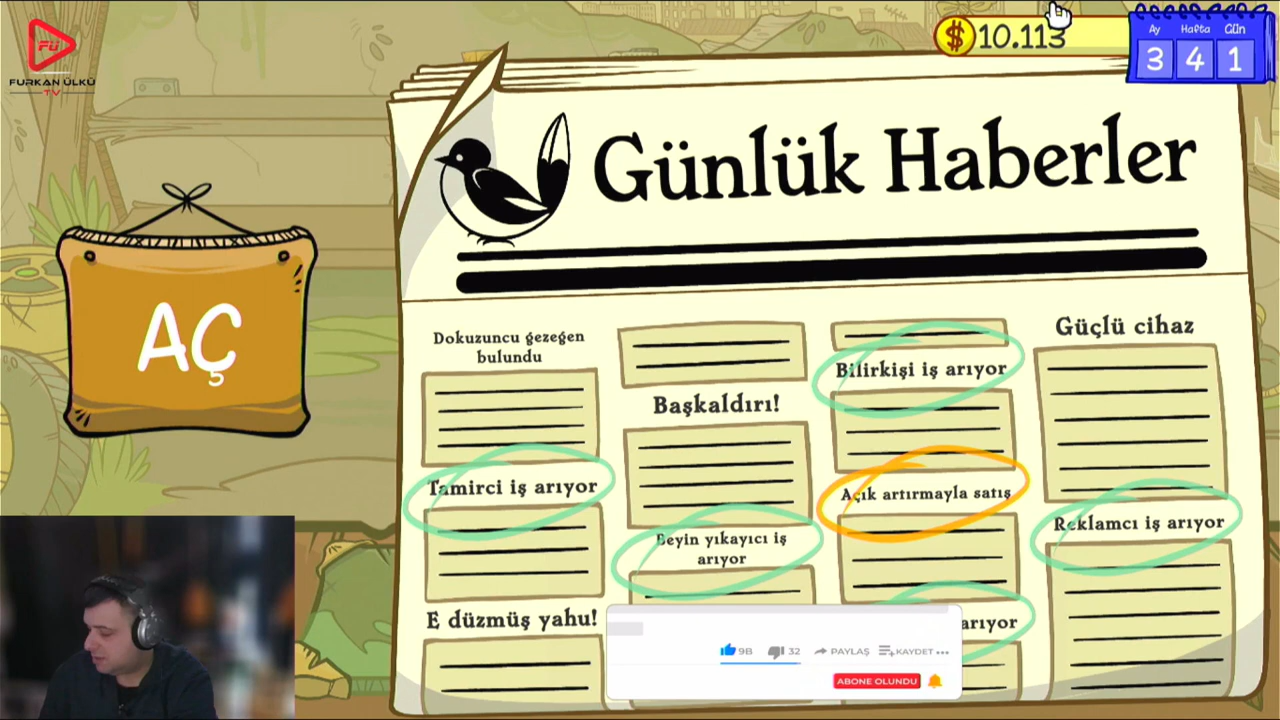 FU
FURKAN ÜLKÜ
TV
10.113
Ay Hafta Gün
3 4 1
Günlük Haberler
AÇ
Dokuzuncu gezegen
bulundu
Tamirci iş arıyor
E düzmüş yahu!
Başkaldırı!
Beyin yıkayıcı iş
arıyor
Bilirkişi iş arıyor
Açık artırmayla satış
arıyor
Güçlü cihaz
Reklamcı iş arıyor
98 32 PAYLAŞ KAYDET
ABONE OLUNDU